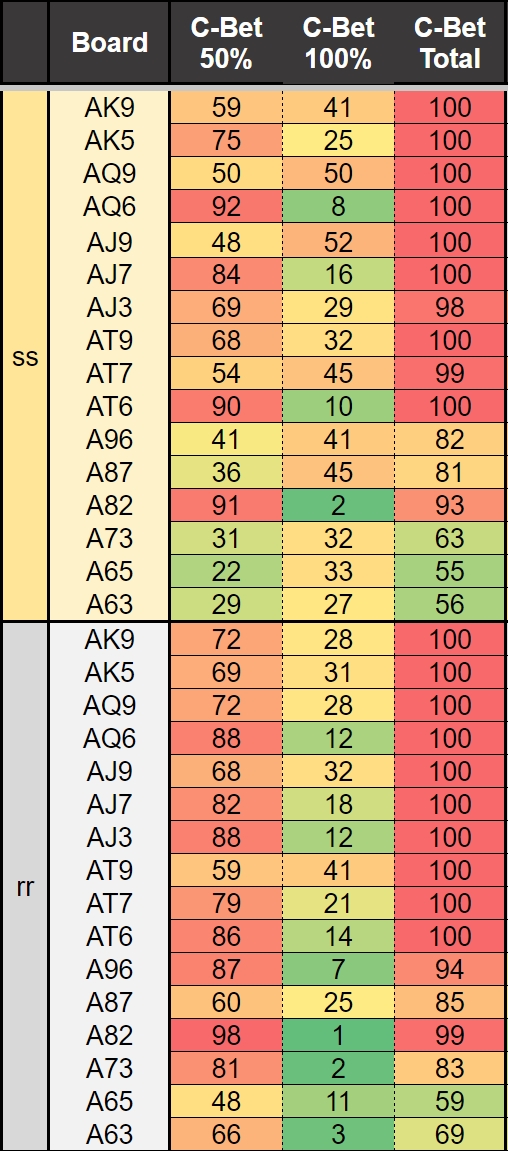 Board C-Bet 50% C-Bet 100% C-Bet Total
ss
AK9 59 41 100
AK5 75 25 100
AQ9 50 50 100
AQ6 92 8 100
AJ9 48 52 100
AJ7 84 16 100
AJ3 69 29 98
AT9 68 32 100
AT7 54 45 99
AT6 90 10 100
A96 41 41 82
A87 36 45 81
A82 91 2 93
A73 31 32 63
A65 22 33 55
A63 29 27 56
rr
AK9 72 28 100
AK5 69 31 100
AQ9 72 28 100
AQ6 88 12 100
AJ9 68 32 100
AJ7 82 18 100
AJ3 88 12 100
AT9 59 41 100
AT7 79 21 100
AT6 86 14 100
A96 87 7 94
A87 60 25 85
A82 98 1 99
A73 81 2 83
A65 48 11 59
A63 66 3 69